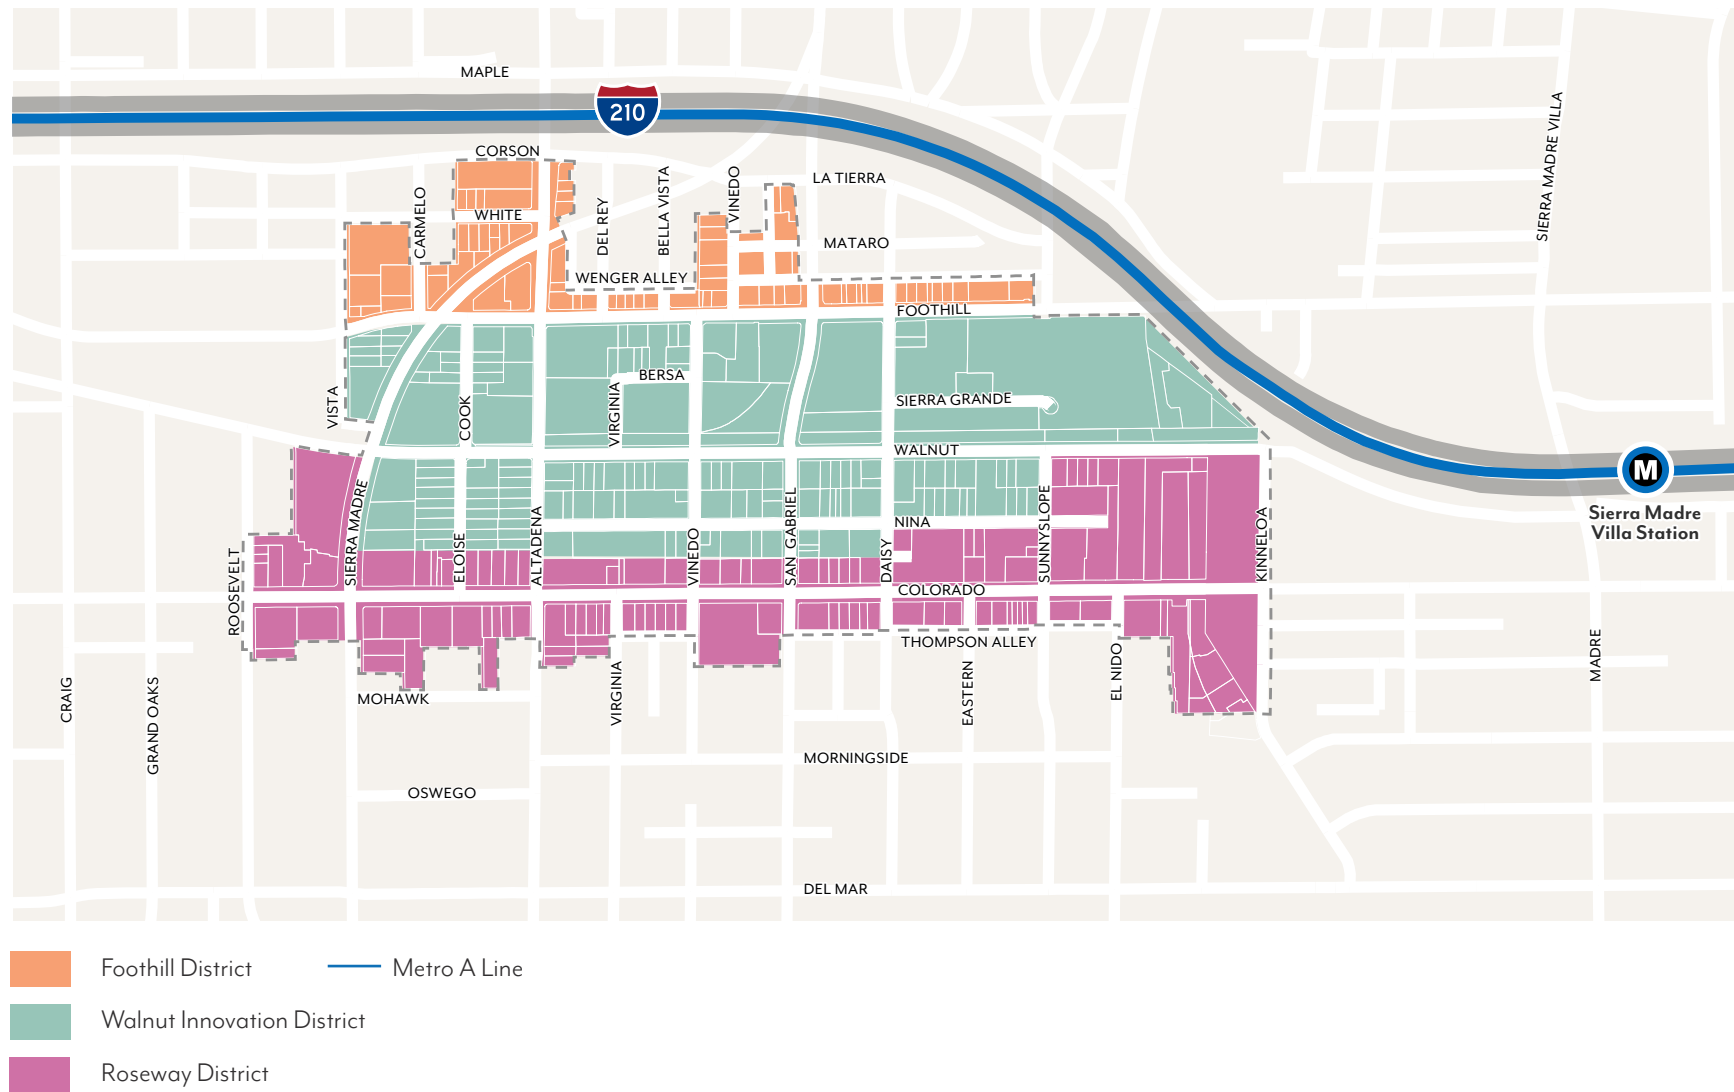 MAPLE
210
SIERRA MADRE VILLA
CORSON
LA TIERRA
CARMELO
DEL REY
BELLA VISTA
VINEDO
WHITE
MATARO
WENGER ALLEY
FOOTHILL
VISTA
COOK
VIRGINIA
BERSA
SIERRA GRANDE
WALNUT
M
Sierra Madre
Villa Station
SIERRA MADRE
ELOISE
ALTADENA
VINEDO
SAN GABRIEL
DAISY
NINA
SUNNYSLOPE
KINNELOA
ROOSEVELT
COLORADO
THOMPSON ALLEY
CRAIG
GRAND OAKS
MOHAWK
VIRGINIA
EASTERN
EL NIDO
MADRE
MORNINGSIDE
OSWEGO
DEL MAR
Foothill District
Metro A Line
Walnut Innovation District
Roseway District